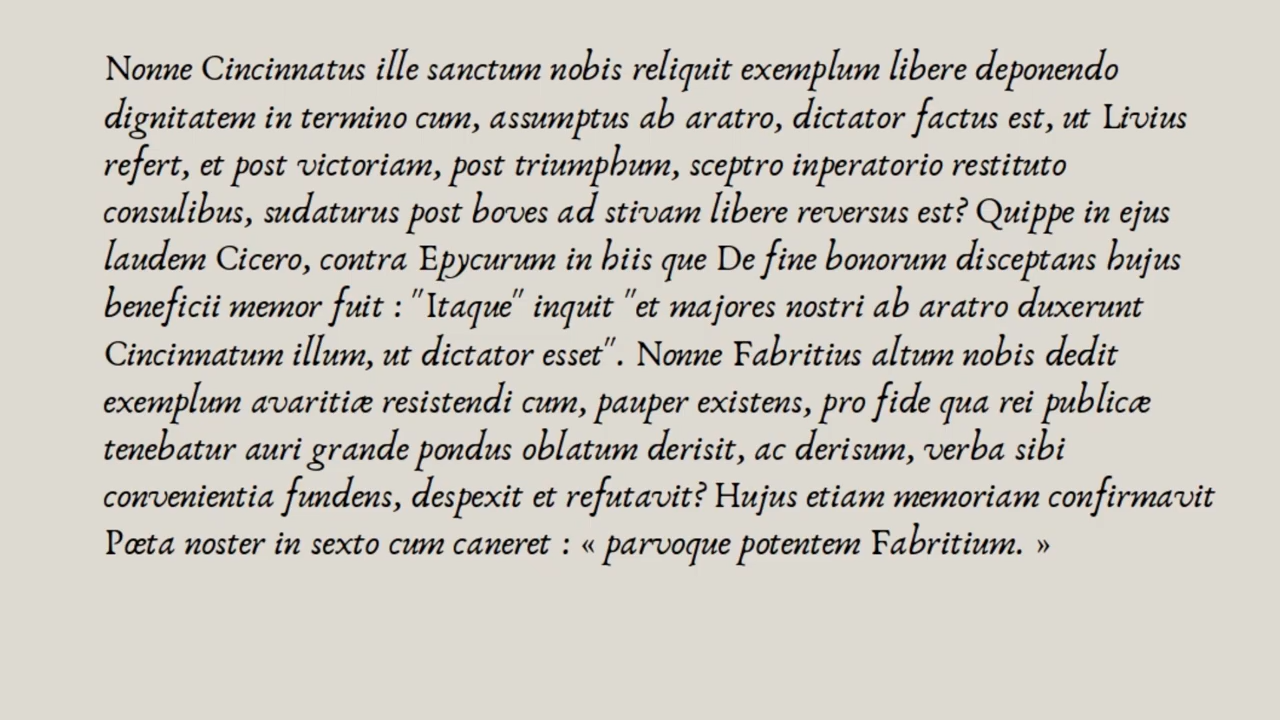 Nonne Cincinnatus ille sanctum nobis reliquit exemplum libere deponendo
dignitatem in termino cum, assumptus ab aratro, dictator factus est, ut Livius
refert, et post victoriam, post triumphum, sceptro inperatorio restituto
consulibus, sudaturus post boves ad stivam libere reversus est? Quippe in ejus
laudem Cicero, contra Epycurum in hiis que De fine bonorum disceptans hujus
beneficii memor fuit : "Itaque" inquit "et majores nostri ab aratro duxerunt
Cincinnatum illum, ut dictator esset". Nonne Fabritius altum nobis dedit
exemplum avaritiæ resistendi cum, pauper existens, pro fide qua rei publicæ
tenebatur auri grande pondus oblatum derisit, ac derisum, verba sibi
convenientia fundens, despexit et refutavit? Hujus etiam memoriam confirmavit
Pœta noster in sexto cum caneret : « parvoque potentem Fabritium. »